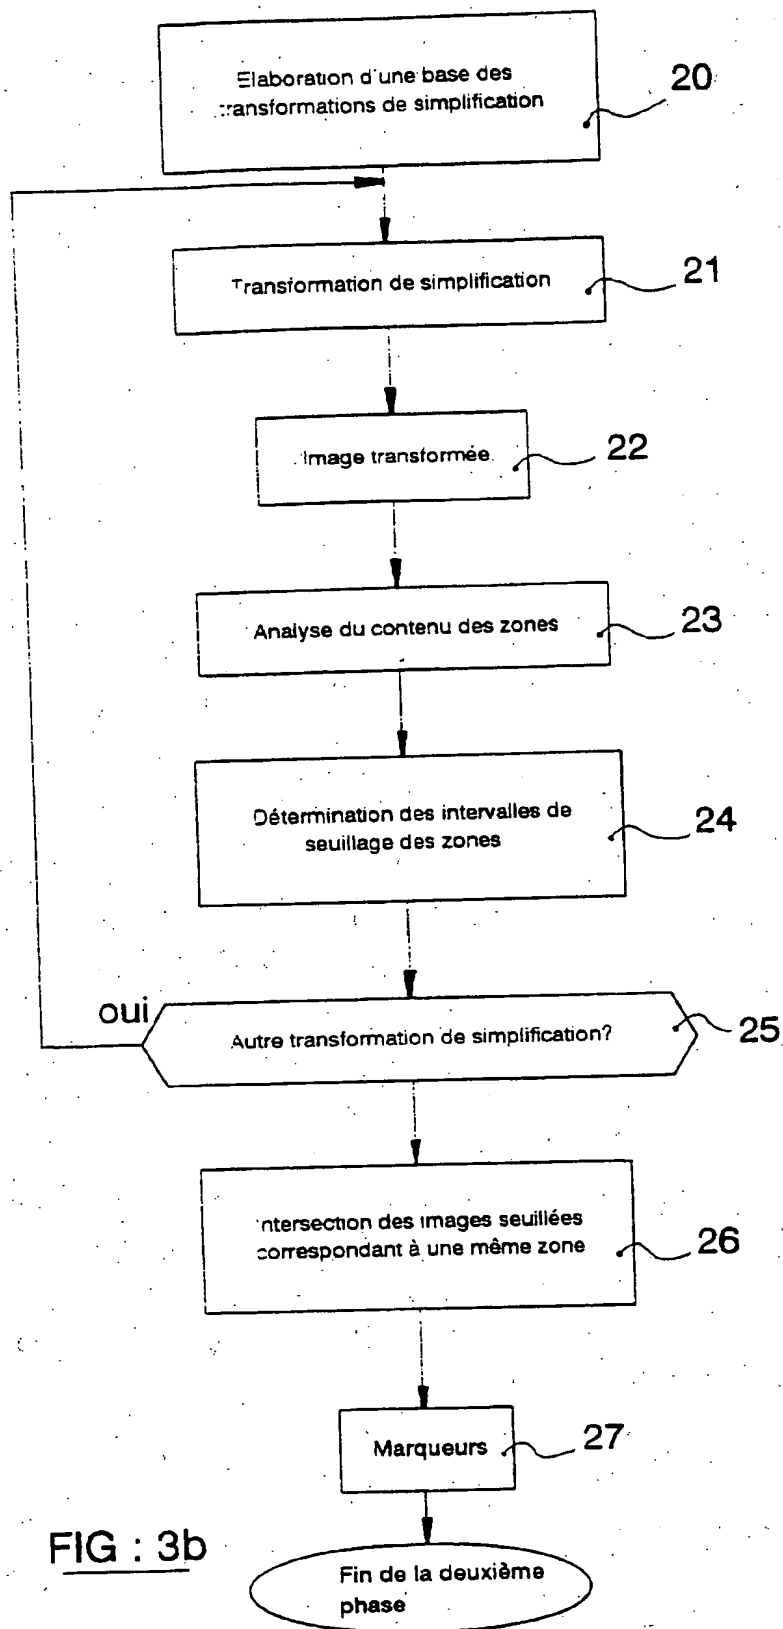 Elaboration d'une base des
transformations de simplification
20
Transformation de simplification
21
Image transformée
22
Analyse du contenu des zones
23
Détermination des intervalles de
seuillage des zones
24
oui
Autre transformation de simplification?
25
Intersection des images seuillées
correspondant à une même zone
26
Marqueurs
27
FIG : 3b
Fin de la deuxième
phase